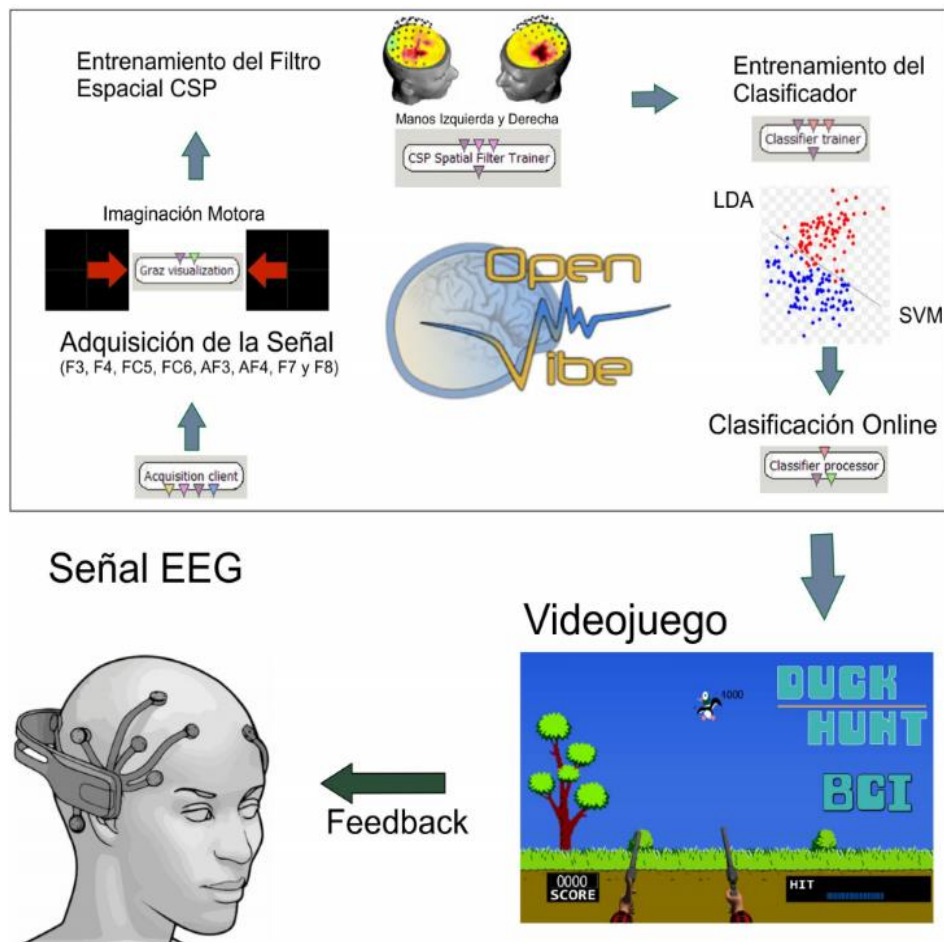 Entrenamiento del Filtro
Espacial CSP
Manos Izquierda y Derecha
CSP Spatial Filter Trainer
Entrenamiento del
Clasificador
Classifier trainer
Imaginación Motora
Graz visualization
Adquisición de la Señal
(F3, F4, FC5, FC6, AF3, AF4, F7 y F8)
Acquisition client
Open
Vibe
LDA
SVM
Clasificación Online
Classifier processor
Señal EEG
Videojuego
1000
DUCK
HUNT
BCI
0000
SCORE
HIT
Feedback